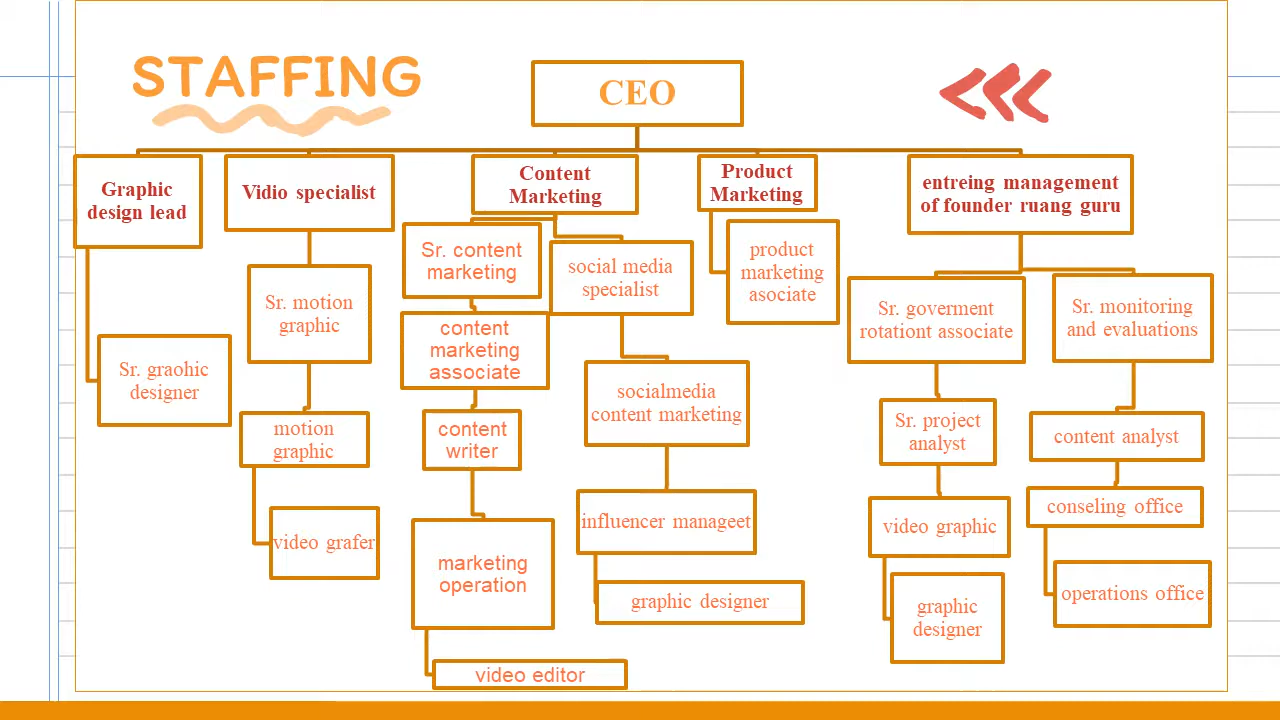 STAFFING
CEO
Graphic
design lead
Vidio specialist
Content
Marketing
Product
Marketing
entreing management
of founder ruang guru
Sr. graohic
designer
Sr. motion
graphic
motion
graphic
video grafer
Sr. content
marketing
content
marketing
associate
content
writer
marketing
operation
video editor
social media
specialist
socialmedia
content marketing
influencer manageet
graphic designer
product
marketing
asociate
Sr. goverment
rotationt associate
Sr. project
analyst
video graphic
graphic
designer
Sr. monitoring
and evaluations
content analyst
conseling office
operations office